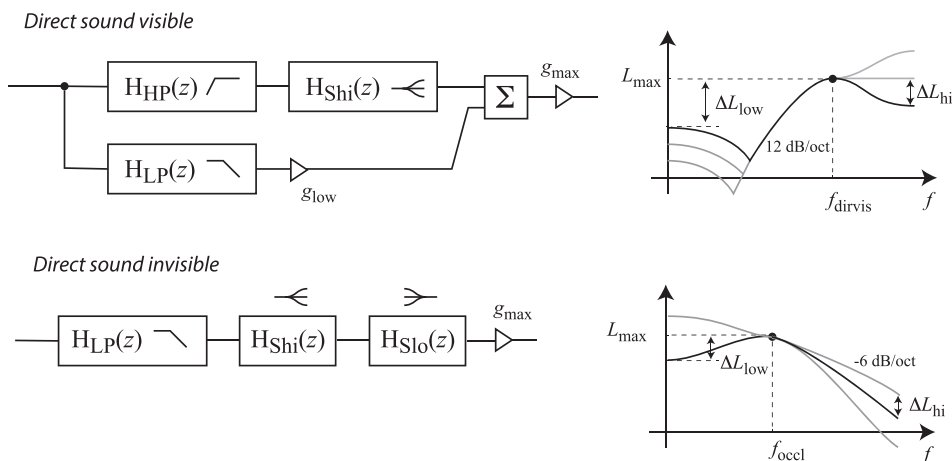 Direct sound visible
H_HP(z)
H_Shi(z)
Σ
g_max
H_LP(z)
g_low
L_max
ΔL_low
ΔL_hi
12 dB/oct
f_dirvis
f
Direct sound invisible
H_LP(z)
H_Shi(z)
H_Slo(z)
g_max
L_max
ΔL_low
-6 dB/oct
ΔL_hi
f_occl
f